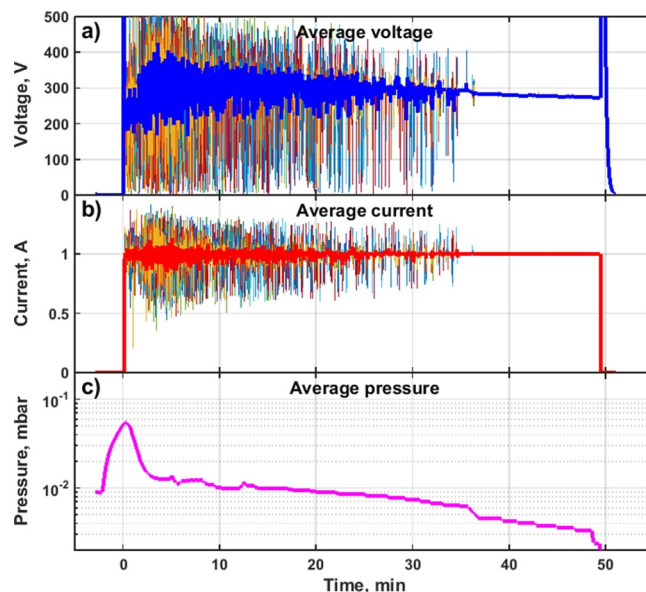 a) Average voltage
Voltage, V
500
400
300
200
100
0
b) Average current
Current, A
1
0.5
0
c) Average pressure
Pressure, mbar
10-1
10-2
0 10 20 30 40 50
Time, min